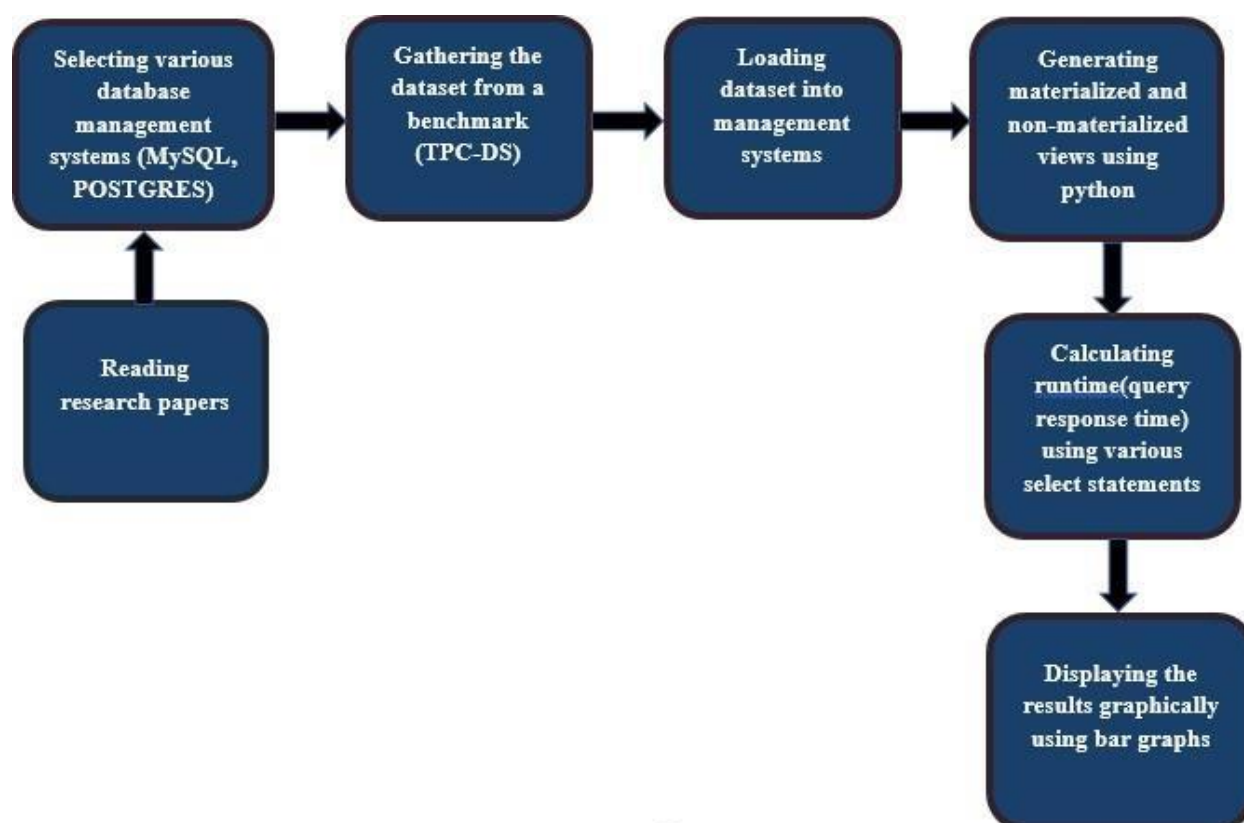 Reading
research papers
Selecting various
database
management
systems (MySQL,
POSTGRES)
Gathering the
dataset from a
benchmark
(TPC-DS)
Loading
dataset into
management
systems
Generating
materialized and
non-materialized
views using
python
Calculating
runtime(query
response time)
using various
select statements
Displaying the
results graphically
using bar graphs